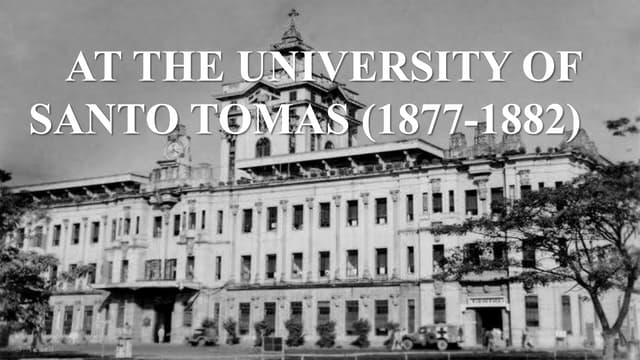 AT THE UNIVERSITY OF
SANTO TOMAS (1877-1882)